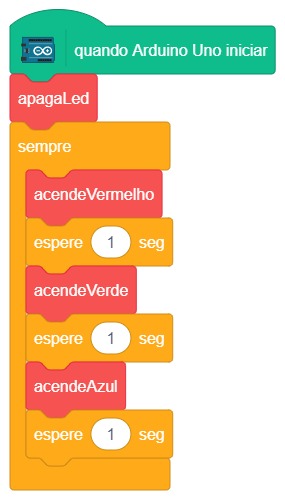 quando Arduino Uno iniciar
apagaLed
sempre
acendeVermelho
espere 1 seg
acendeVerde
espere 1 seg
acendeAzul
espere 1 seg